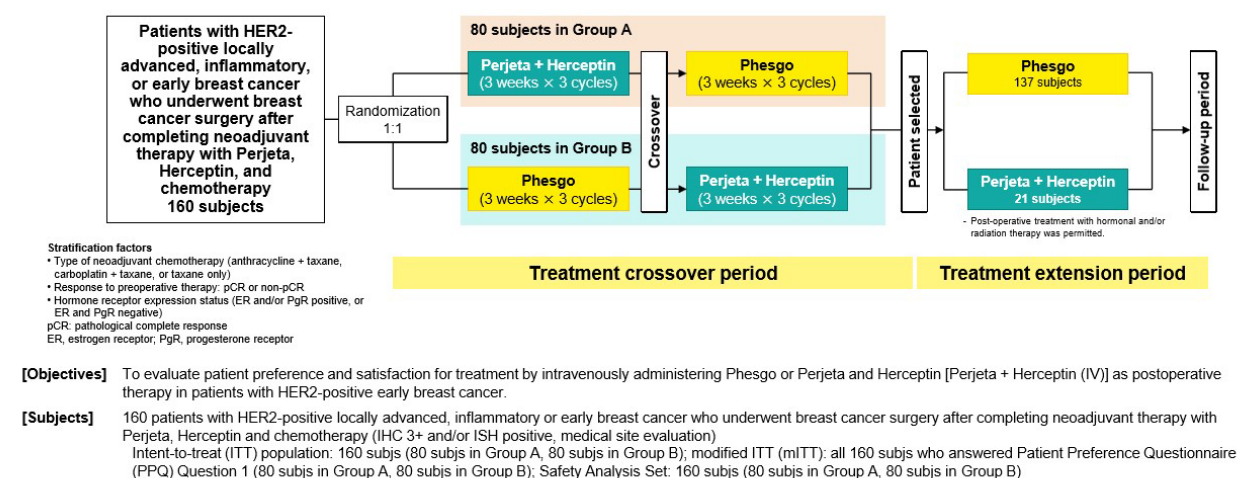 Patients with HER2-
positive locally
advanced, inflammatory,
or early breast cancer
who underwent breast
cancer surgery after
completing neoadjuvant
therapy with Perjeta,
Herceptin, and
chemotherapy
160 subjects
Randomization
1:1
80 subjects in Group A
Perjeta + Herceptin
(3 weeks × 3 cycles)
Phesgo
(3 weeks × 3 cycles)
80 subjects in Group B
Phesgo
(3 weeks × 3 cycles)
Perjeta + Herceptin
(3 weeks × 3 cycles)
Crossover
Patient selected
Phesgo
137 subjects
Perjeta + Herceptin
21 subjects
- Post-operative treatment with hormonal and/or
radiation therapy was permitted.
Follow-up period
Treatment crossover period
Treatment extension period
Stratification factors
• Type of neoadjuvant chemotherapy (anthracycline + taxane,
carboplatin + taxane, or taxane only)
• Response to preoperative therapy: pCR or non-pCR
• Hormone receptor expression status (ER and/or PgR positive, or
ER and PgR negative)
pCR: pathological complete response
ER, estrogen receptor; PgR, progesterone receptor
[Objectives] To evaluate patient preference and satisfaction for treatment by intravenously administering Phesgo or Perjeta and Herceptin [Perjeta + Herceptin (IV)] as postoperative
therapy in patients with HER2-positive early breast cancer.
[Subjects] 160 patients with HER2-positive locally advanced, inflammatory or early breast cancer who underwent breast cancer surgery after completing neoadjuvant therapy with
Perjeta, Herceptin and chemotherapy (IHC 3+ and/or ISH positive, medical site evaluation)
Intent-to-treat (ITT) population: 160 subjs (80 subjs in Group A, 80 subjs in Group B); modified ITT (mITT): all 160 subjs who answered Patient Preference Questionnaire
(PPQ) Question 1 (80 subjs in Group A, 80 subjs in Group B); Safety Analysis Set: 160 subjs (80 subjs in Group A, 80 subjs in Group B)